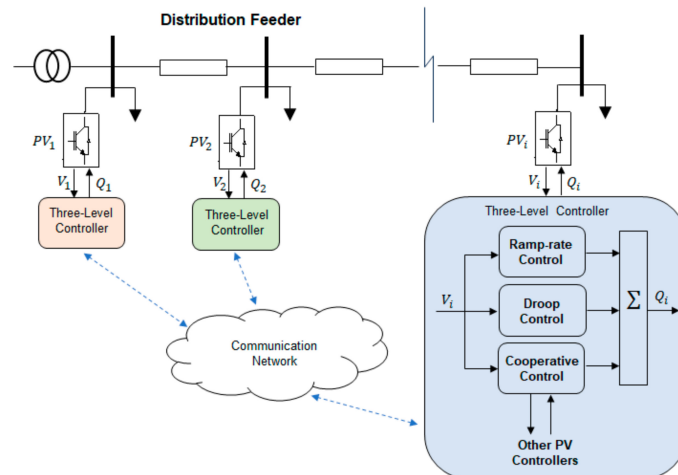 Distribution Feeder
PV₁
V₁
Q₁
Three-Level
Controller
PV₂
V₂
Q₂
Three-Level
Controller
PVᵢ
Vᵢ
Qᵢ
Three-Level Controller
Ramp-rate
Control
Vᵢ
Droop
Control
Σ
Qᵢ
Cooperative
Control
Other PV
Controllers
Communication
Network